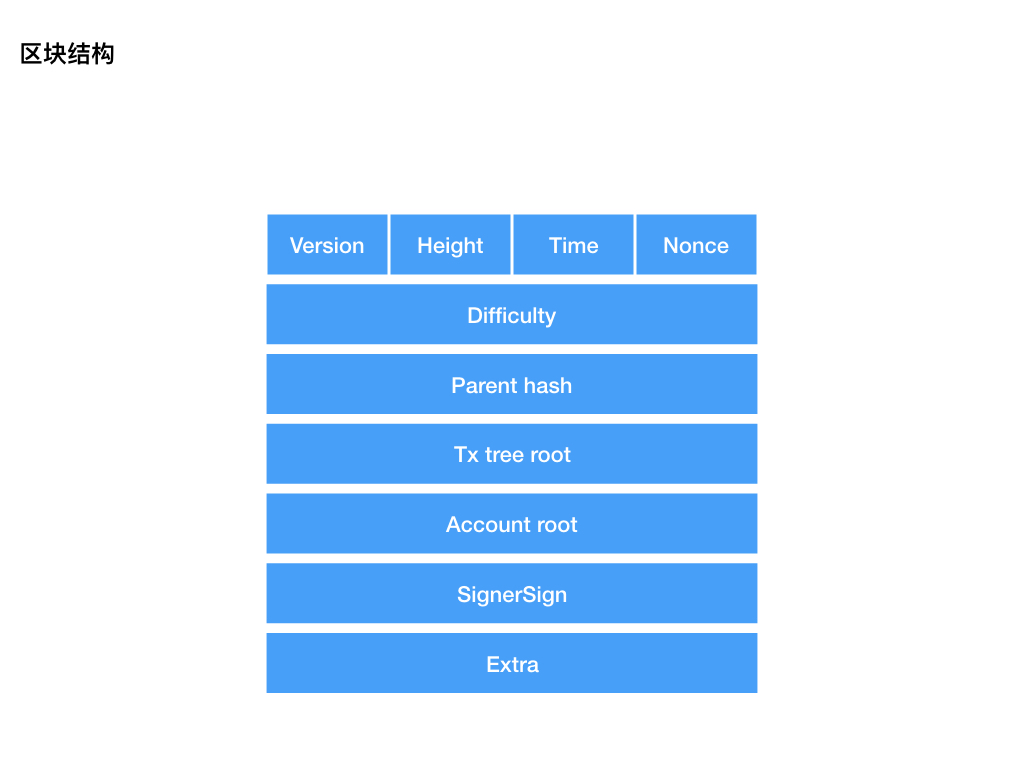 区块结构
Version Height Time Nonce
Difficulty
Parent hash
Tx tree root
Account root
SignerSign
Extra